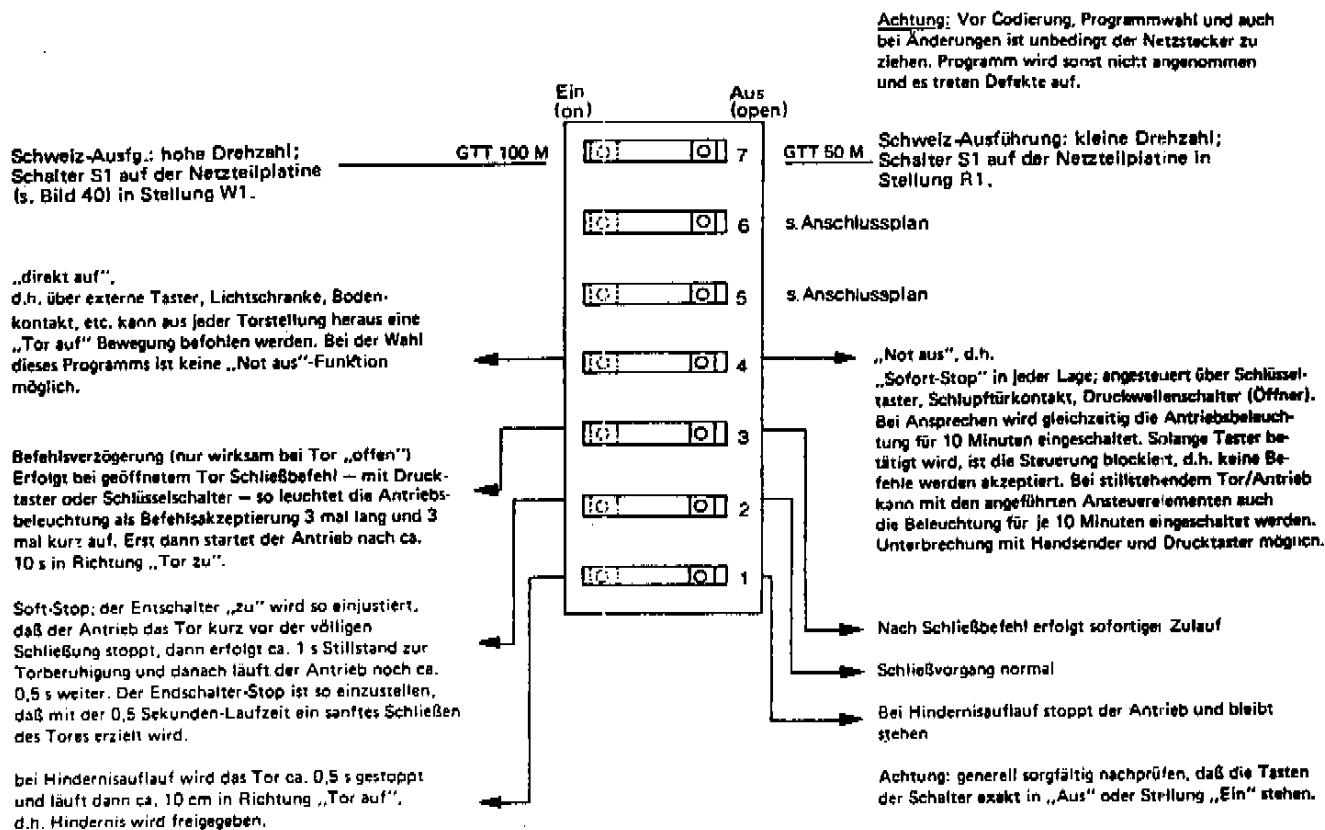 Achtung: Vor Codierung, Programmwahl und auch
bei Änderungen ist unbedingt der Netzstecker zu
ziehen. Programm wird sonst nicht angenommen
und es treten Defekte auf.
Ein
(on)
Aus
(open)
Schweiz-Ausfg.: hohe Drehzahl;
Schalter S1 auf der Netzteilplatine
(s. Bild 40) in Stellung W1.
GTT 100 M
7
GTT 50 M
Schweiz-Ausführung: kleine Drehzahl;
Schalter S1 auf der Netzteilplatine in
Stellung R1.
6
s. Anschlussplan
5
s. Anschlussplan
„direkt auf",
d.h. über externe Taster, Lichtschranke, Boden-
kontakt, etc. kann aus jeder Torstellung heraus eine
„Tor auf" Bewegung befohlen werden. Bei der Wahl
dieses Programms ist keine „Not aus"-Funktion
möglich.
4
„Not aus", d.h.
„Sofort-Stop" in jeder Lage; angesteuert über Schlüssel-
taster, Schlupftürkontakt, Druckwellenschalter (Öffner).
Bei Ansprechen wird gleichzeitig die Antriebsbeleuch-
tung für 10 Minuten eingeschaltet. Solange Taster be-
tätigt wird, ist die Steuerung blockiert, d.h. keine Be-
fehle werden akzeptiert. Bei stillstehendem Tor/Antrieb
kann mit den angeführten Ansteuerelementen auch
die Beleuchtung für je 10 Minuten eingeschaltet werden.
Unterbrechung mit Handsender und Drucktaster möglich.
3
Befehlsverzögerung (nur wirksam bei Tor „offen")
Erfolgt bei geöffnetem Tor Schließbefehl — mit Druck-
taster oder Schlüsselschalter — so leuchtet die Antriebs-
beleuchtung als Befehlsakzeptierung 3 mal lang und 3
mal kurz auf. Erst dann startet der Antrieb nach ca.
10 s in Richtung „Tor zu".
2
1
Soft-Stop; der Entschalter „zu" wird so einjustiert,
daß der Antrieb das Tor kurz vor der völligen
Schließung stoppt, dann erfolgt ca. 1 s Stillstand zur
Torberuhigung und danach läuft der Antrieb noch ca.
0,5 s weiter. Der Endschalter-Stop ist so einzustellen,
daß mit der 0,5 Sekunden-Laufzeit ein sanftes Schließen
des Tores erzielt wird.
Nach Schließbefehl erfolgt sofortiger Zulauf
Schließvorgang normal
Bei Hindernisauflauf stoppt der Antrieb und bleibt
stehen
bei Hindernisauflauf wird das Tor ca. 0,5 s gestoppt
und läuft dann ca. 10 cm in Richtung „Tor auf",
d.h. Hindernis wird freigegeben.
Achtung: generell sorgfältig nachprüfen, daß die Tasten
der Schalter exakt in „Aus" oder Stellung „Ein" stehen.